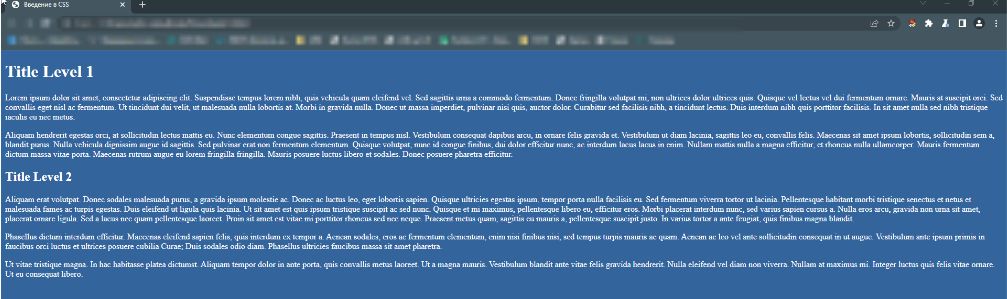 Введение в CSS
Title Level 1
Lorem ipsum dolor sit amet, consectetur adipiscing elit. Suspendisse tempus lorem nibh, quis vehicula quam eleifend vel. Sed sagittis urna a commodo fermentum. Donec fringilla volutpat mi, non ultrices dolor ultrices quis. Quisque vel lectus vel dui fermentum ornare. Mauris at suscipit orci. Sed
convallis eget nisl ac fermentum. Ut tincidunt dui velit, ut malesuada nulla lobortis at. Morbi in gravida nulla. Donec ut massa imperdiet, pulvinar nisi quis, auctor dolor. Curabitur sed facilisis nibh, a tincidunt lectus. Duis interdum nibh quis porttitor facilisis. In sit amet nulla sed nibh tristique
iaculis eu nec metus.
Aliquam hendrerit egestas orci, at sollicitudin lectus mattis eu. Nunc elementum congue sagittis. Praesent in tempus nisl. Vestibulum consequat dapibus arcu, in ornare felis gravida et. Vestibulum ut diam lacinia, sagittis leo eu, convallis felis. Maecenas sit amet ipsum lobortis, sollicitudin sem a,
blandit purus. Nulla vehicula dignissim augue id sagittis. Sed pulvinar erat non fermentum elementum. Quisque volutpat, nunc id congue finibus, dui dolor efficitur nunc, ac interdum lacus lacus in enim. Nullam mattis nulla a magna efficitur, et rhoncus nulla ullamcorper. Mauris fermentum
dictum massa vitae porta. Maecenas rutrum augue eu lorem fringilla fringilla. Mauris posuere luctus libero et sodales. Donec posuere pharetra efficitur.
Title Level 2
Aliquam erat volutpat. Donec sodales malesuada purus, a gravida ipsum molestie ac. Donec ac luctus leo, eget lobortis sapien. Quisque ultricies egestas ipsum, tempor porta nulla facilisis eu. Sed fermentum viverra tortor ut lacinia. Pellentesque habitant morbi tristique senectus et netus et
malesuada fames ac turpis egestas. Duis eleifend ut ligula quis lacinia. Ut sit amet est quis ipsum tristique suscipit ac sed nunc. Quisque et mi maximus, pellentesque libero eu, efficitur eros. Morbi placerat interdum nunc, sed varius sapien cursus a. Nulla eros arcu, gravida non urna sit amet,
placerat ornare ligula. Sed a lacus nec quam pellentesque laoreet. Proin sit amet est vitae mi porttitor rhoncus sed nec neque. Praesent metus quam, sagittis eu mauris a, pellentesque suscipit justo. In varius tortor a ante feugiat, quis finibus magna blandit.
Phasellus dictum interdum efficitur. Maecenas eleifend sapien felis, quis interdum ex tempor a. Aenean sodales, eros ac fermentum elementum, enim nisi finibus nisi, sed tempus turpis mauris ac quam. Aenean ac leo vel ante sollicitudin consequat in ut augue. Vestibulum ante ipsum primis in
faucibus orci luctus et ultrices posuere cubilia Curae; Duis sodales odio diam. Phasellus ultricies faucibus massa sit amet pharetra.
Ut vitae tristique magna. In hac habitasse platea dictumst. Aliquam tempor dolor in ante porta, quis convallis metus laoreet. Ut a magna mauris. Vestibulum blandit ante vitae felis gravida hendrerit. Nulla eleifend vel diam non viverra. Nullam at maximus mi. Integer luctus quis felis vitae ornare.
Ut eu consequat libero.